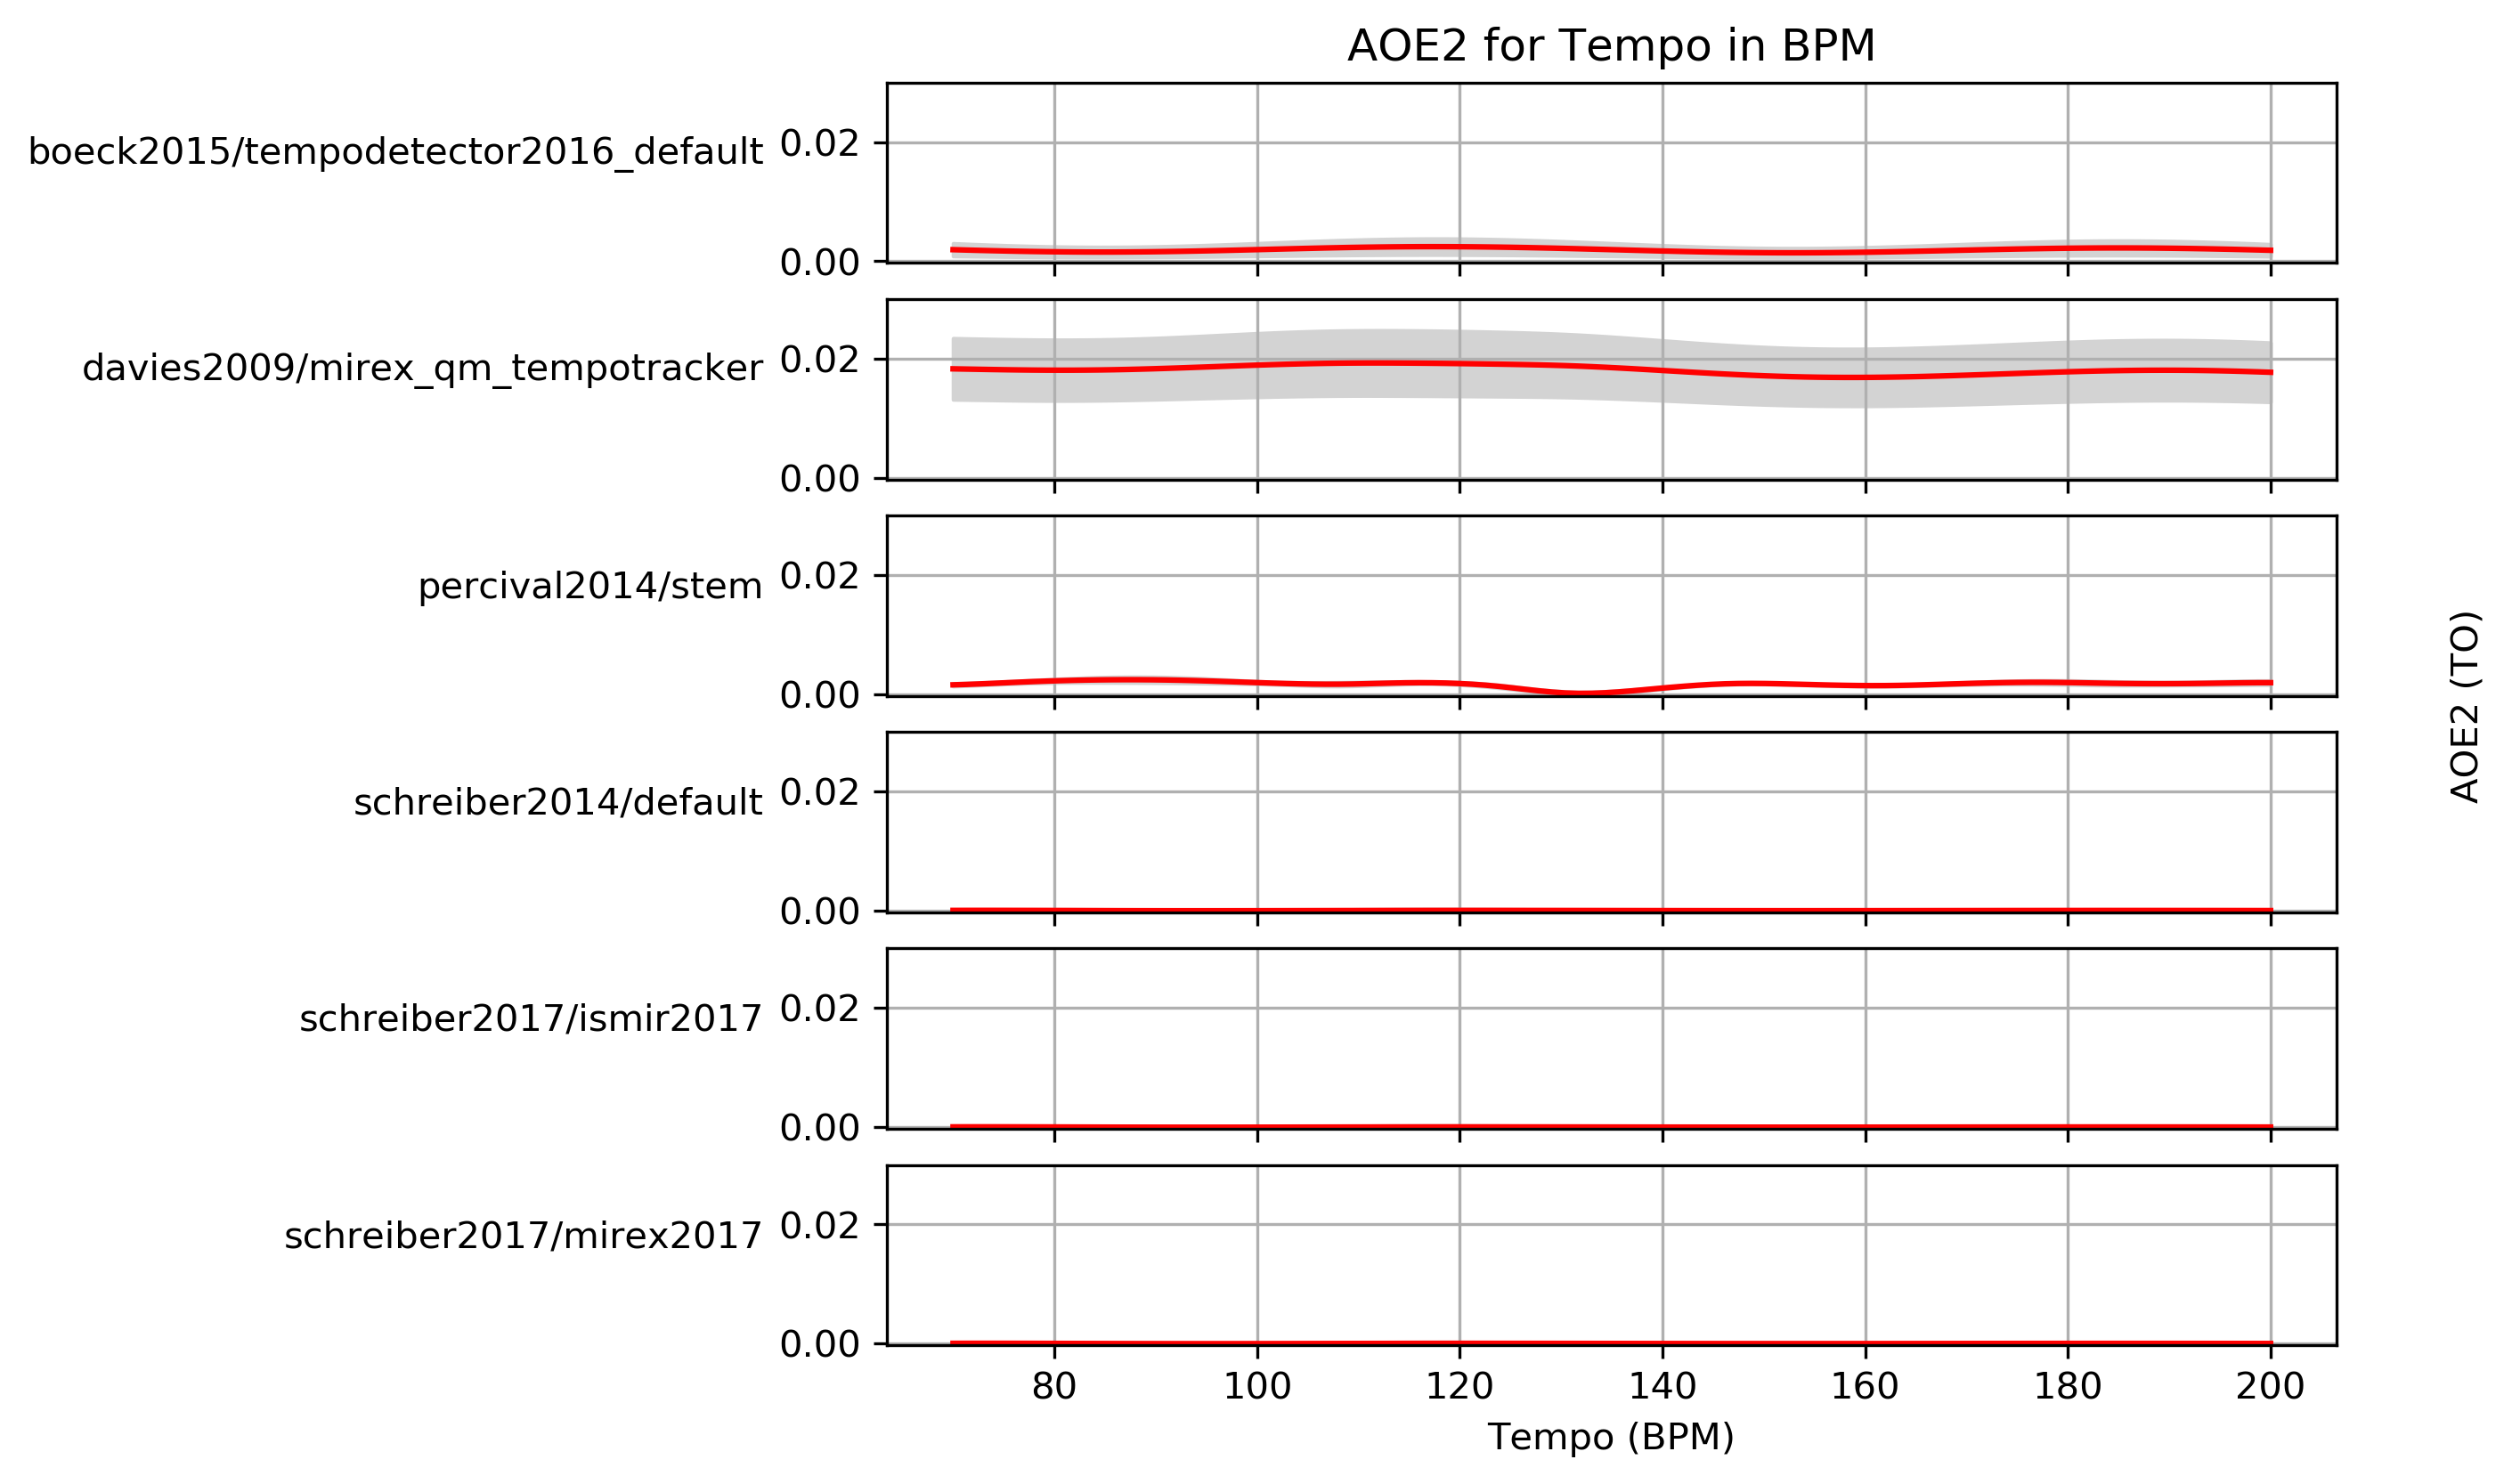 AOE2 for Tempo in BPM
boeck2015/tempodetector2016_default
0.02
0.00
davies2009/mirex_qm_tempotracker
0.02
0.00
percival2014/stem
0.02
0.00
schreiber2014/default
0.02
0.00
schreiber2017/ismir2017
0.02
0.00
schreiber2017/mirex2017
0.02
0.00
80 100 120 140 160 180 200
Tempo (BPM)
AOE2 (TO)